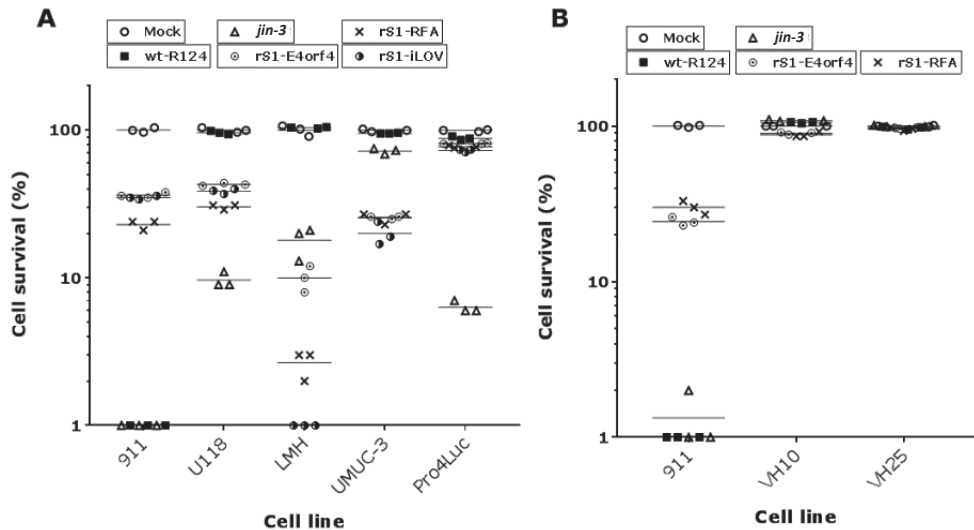 A
Mock
jin-3
rS1-RFA
wt-R124
rS1-E4orf4
rS1-iLOV
Cell survival (%)
100
10
1
911
U118
LMH
UMUC-3
Pro4Luc
Cell line
B
Mock
jin-3
wt-R124
rS1-E4orf4
rS1-RFA
Cell survival (%)
100
10
1
911
VH10
VH25
Cell line